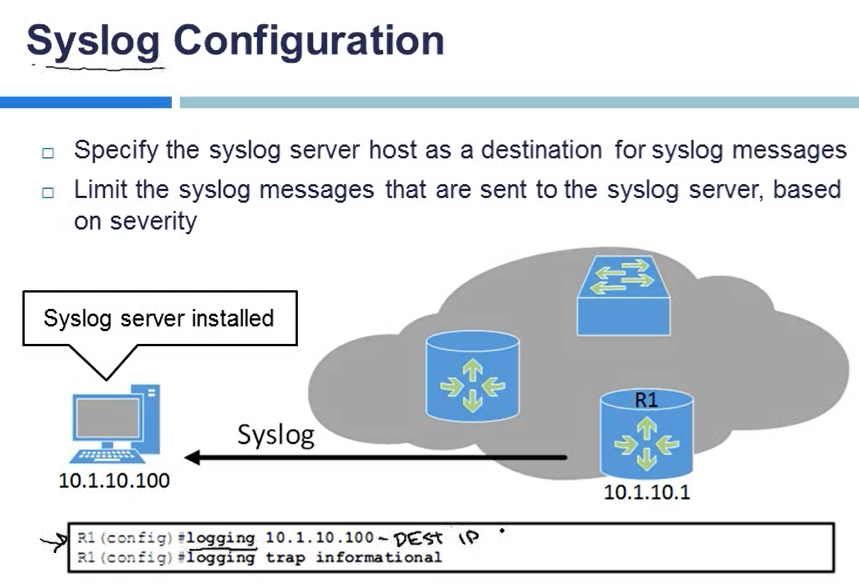 Syslog Configuration
Specify the syslog server host as a destination for syslog messages
Limit the syslog messages that are sent to the syslog server, based
on severity
Syslog server installed
R1
Syslog
10.1.10.100
10.1.10.1
R1(config)#logging 10.1.10.100 - DEST IP
R1(config)#logging trap informational